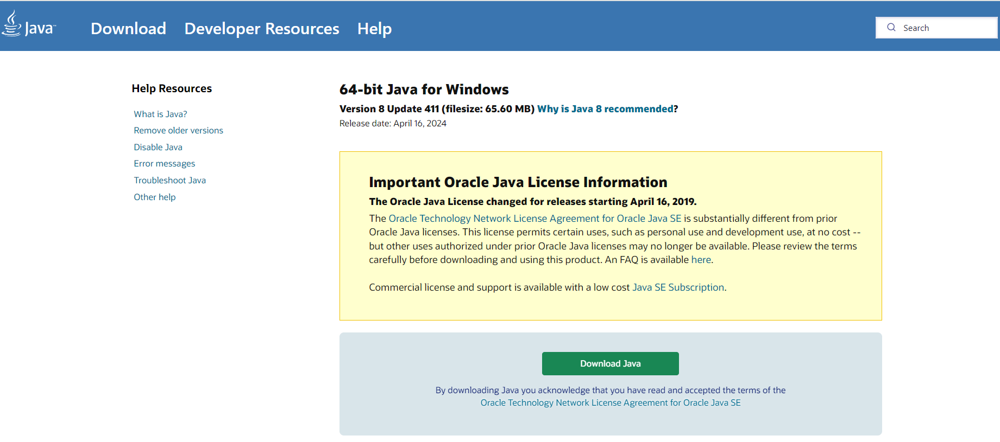 Java™
Download
Developer Resources
Help
Search
Help Resources
What is Java?
Remove older versions
Disable Java
Error messages
Troubleshoot Java
Other help
64-bit Java for Windows
Version 8 Update 411 (filesize: 65.60 MB) Why is Java 8 recommended?
Release date: April 16, 2024
Important Oracle Java License Information
The Oracle Java License changed for releases starting April 16, 2019.
The Oracle Technology Network License Agreement for Oracle Java SE is substantially different from prior
Oracle Java licenses. This license permits certain uses, such as personal use and development use, at no cost --
but other uses authorized under prior Oracle Java licenses may no longer be available. Please review the terms
carefully before downloading and using this product. An FAQ is available here.
Commercial license and support is available with a low cost Java SE Subscription.
Download Java
By downloading Java you acknowledge that you have read and accepted the terms of the
Oracle Technology Network License Agreement for Oracle Java SE